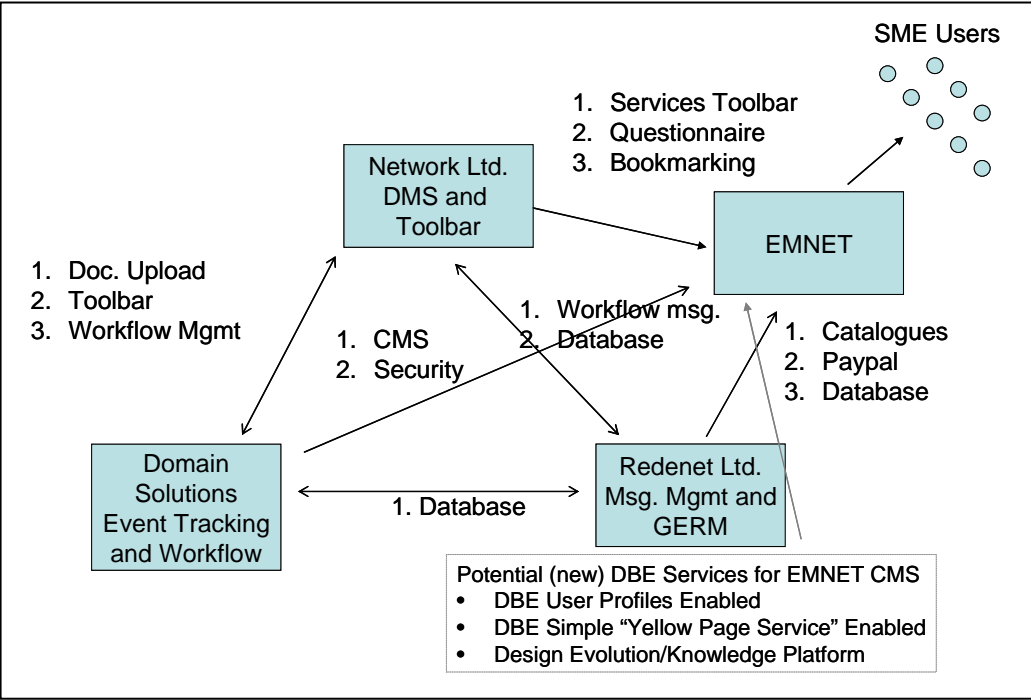 SME Users
1. Services Toolbar
2. Questionnaire
3. Bookmarking
Network Ltd.
DMS and
Toolbar
EMNET
1. Doc. Upload
2. Toolbar
3. Workflow Mgmt
1. CMS
2. Security
1. Workflow msg.
2. Database
1. Catalogues
2. Paypal
3. Database
Domain
Solutions
Event Tracking
and Workflow
1. Database
Redenet Ltd.
Msg. Mgmt and
GERM
Potential (new) DBE Services for EMNET CMS
• DBE User Profiles Enabled
• DBE Simple “Yellow Page Service” Enabled
• Design Evolution/Knowledge Platform